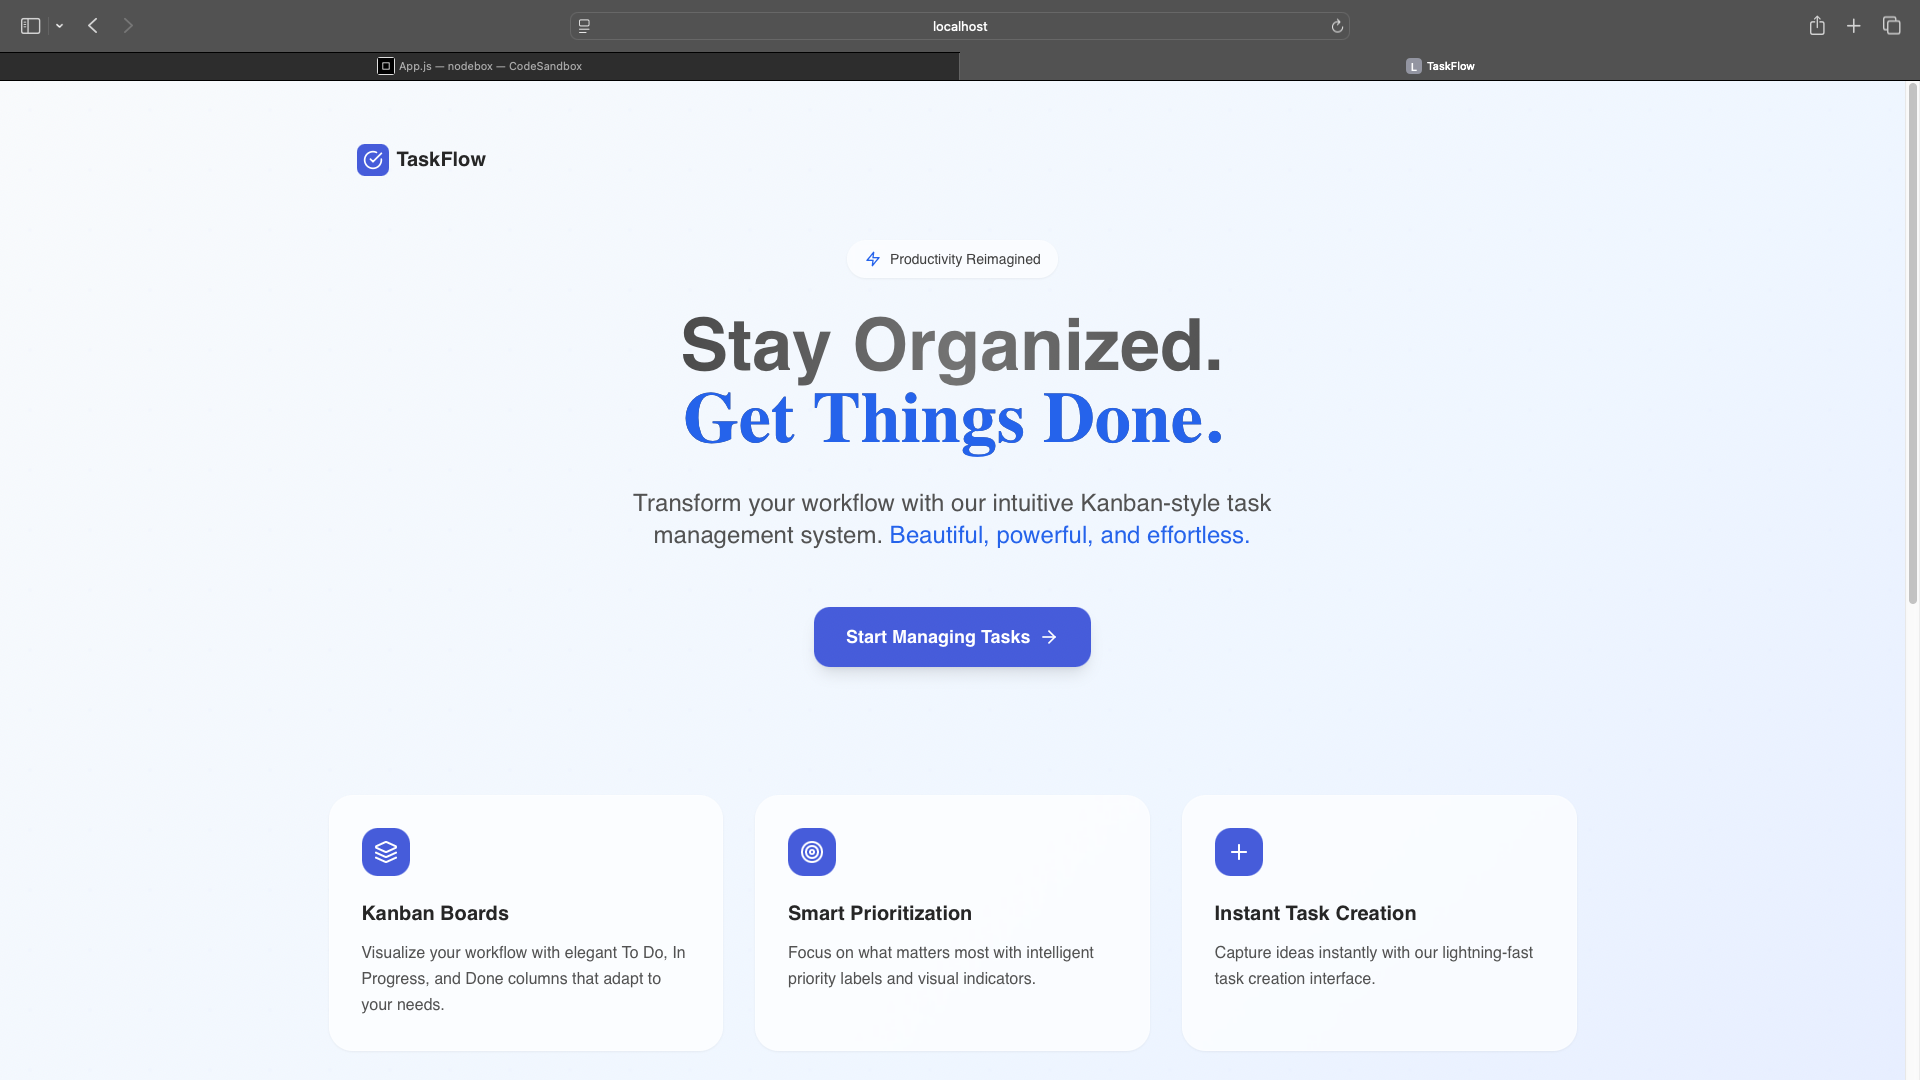 localhost
App.js — nodebox — CodeSandbox
L TaskFlow
TaskFlow
Productivity Reimagined
Stay Organized.
Get Things Done.
Transform your workflow with our intuitive Kanban-style task
management system. Beautiful, powerful, and effortless.
Start Managing Tasks
Kanban Boards
Visualize your workflow with elegant To Do, In
Progress, and Done columns that adapt to
your needs.
Smart Prioritization
Focus on what matters most with intelligent
priority labels and visual indicators.
Instant Task Creation
Capture ideas instantly with our lightning-fast
task creation interface.